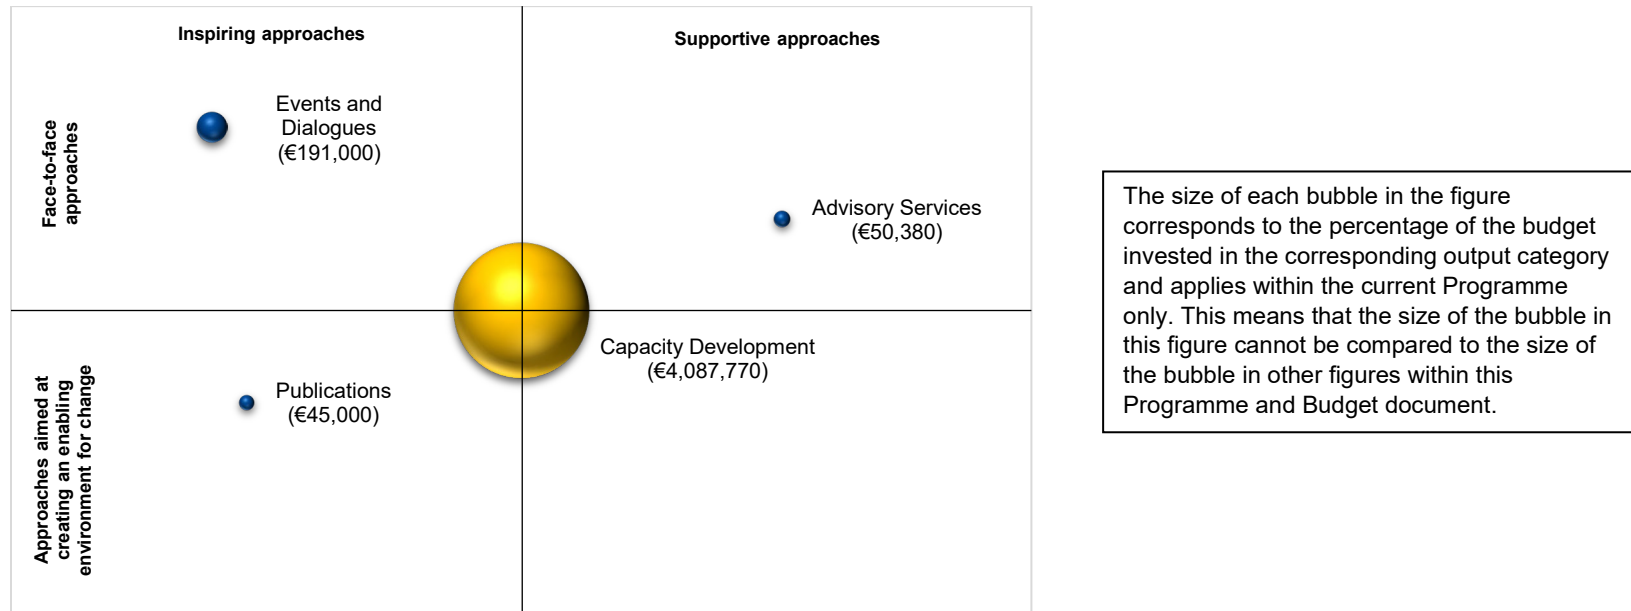 Inspiring approaches
Supportive approaches
Face-to-face
approaches
Events and
Dialogues
(€191,000)
Advisory Services
(€50,380)
Capacity Development
(€4,087,770)
Approaches aimed at
creating an enabling
environment for change
Publications
(€45,000)
The size of each bubble in the figure
corresponds to the percentage of the budget
invested in the corresponding output category
and applies within the current Programme
only. This means that the size of the bubble in
this figure cannot be compared to the size of
the bubble in other figures within this
Programme and Budget document.